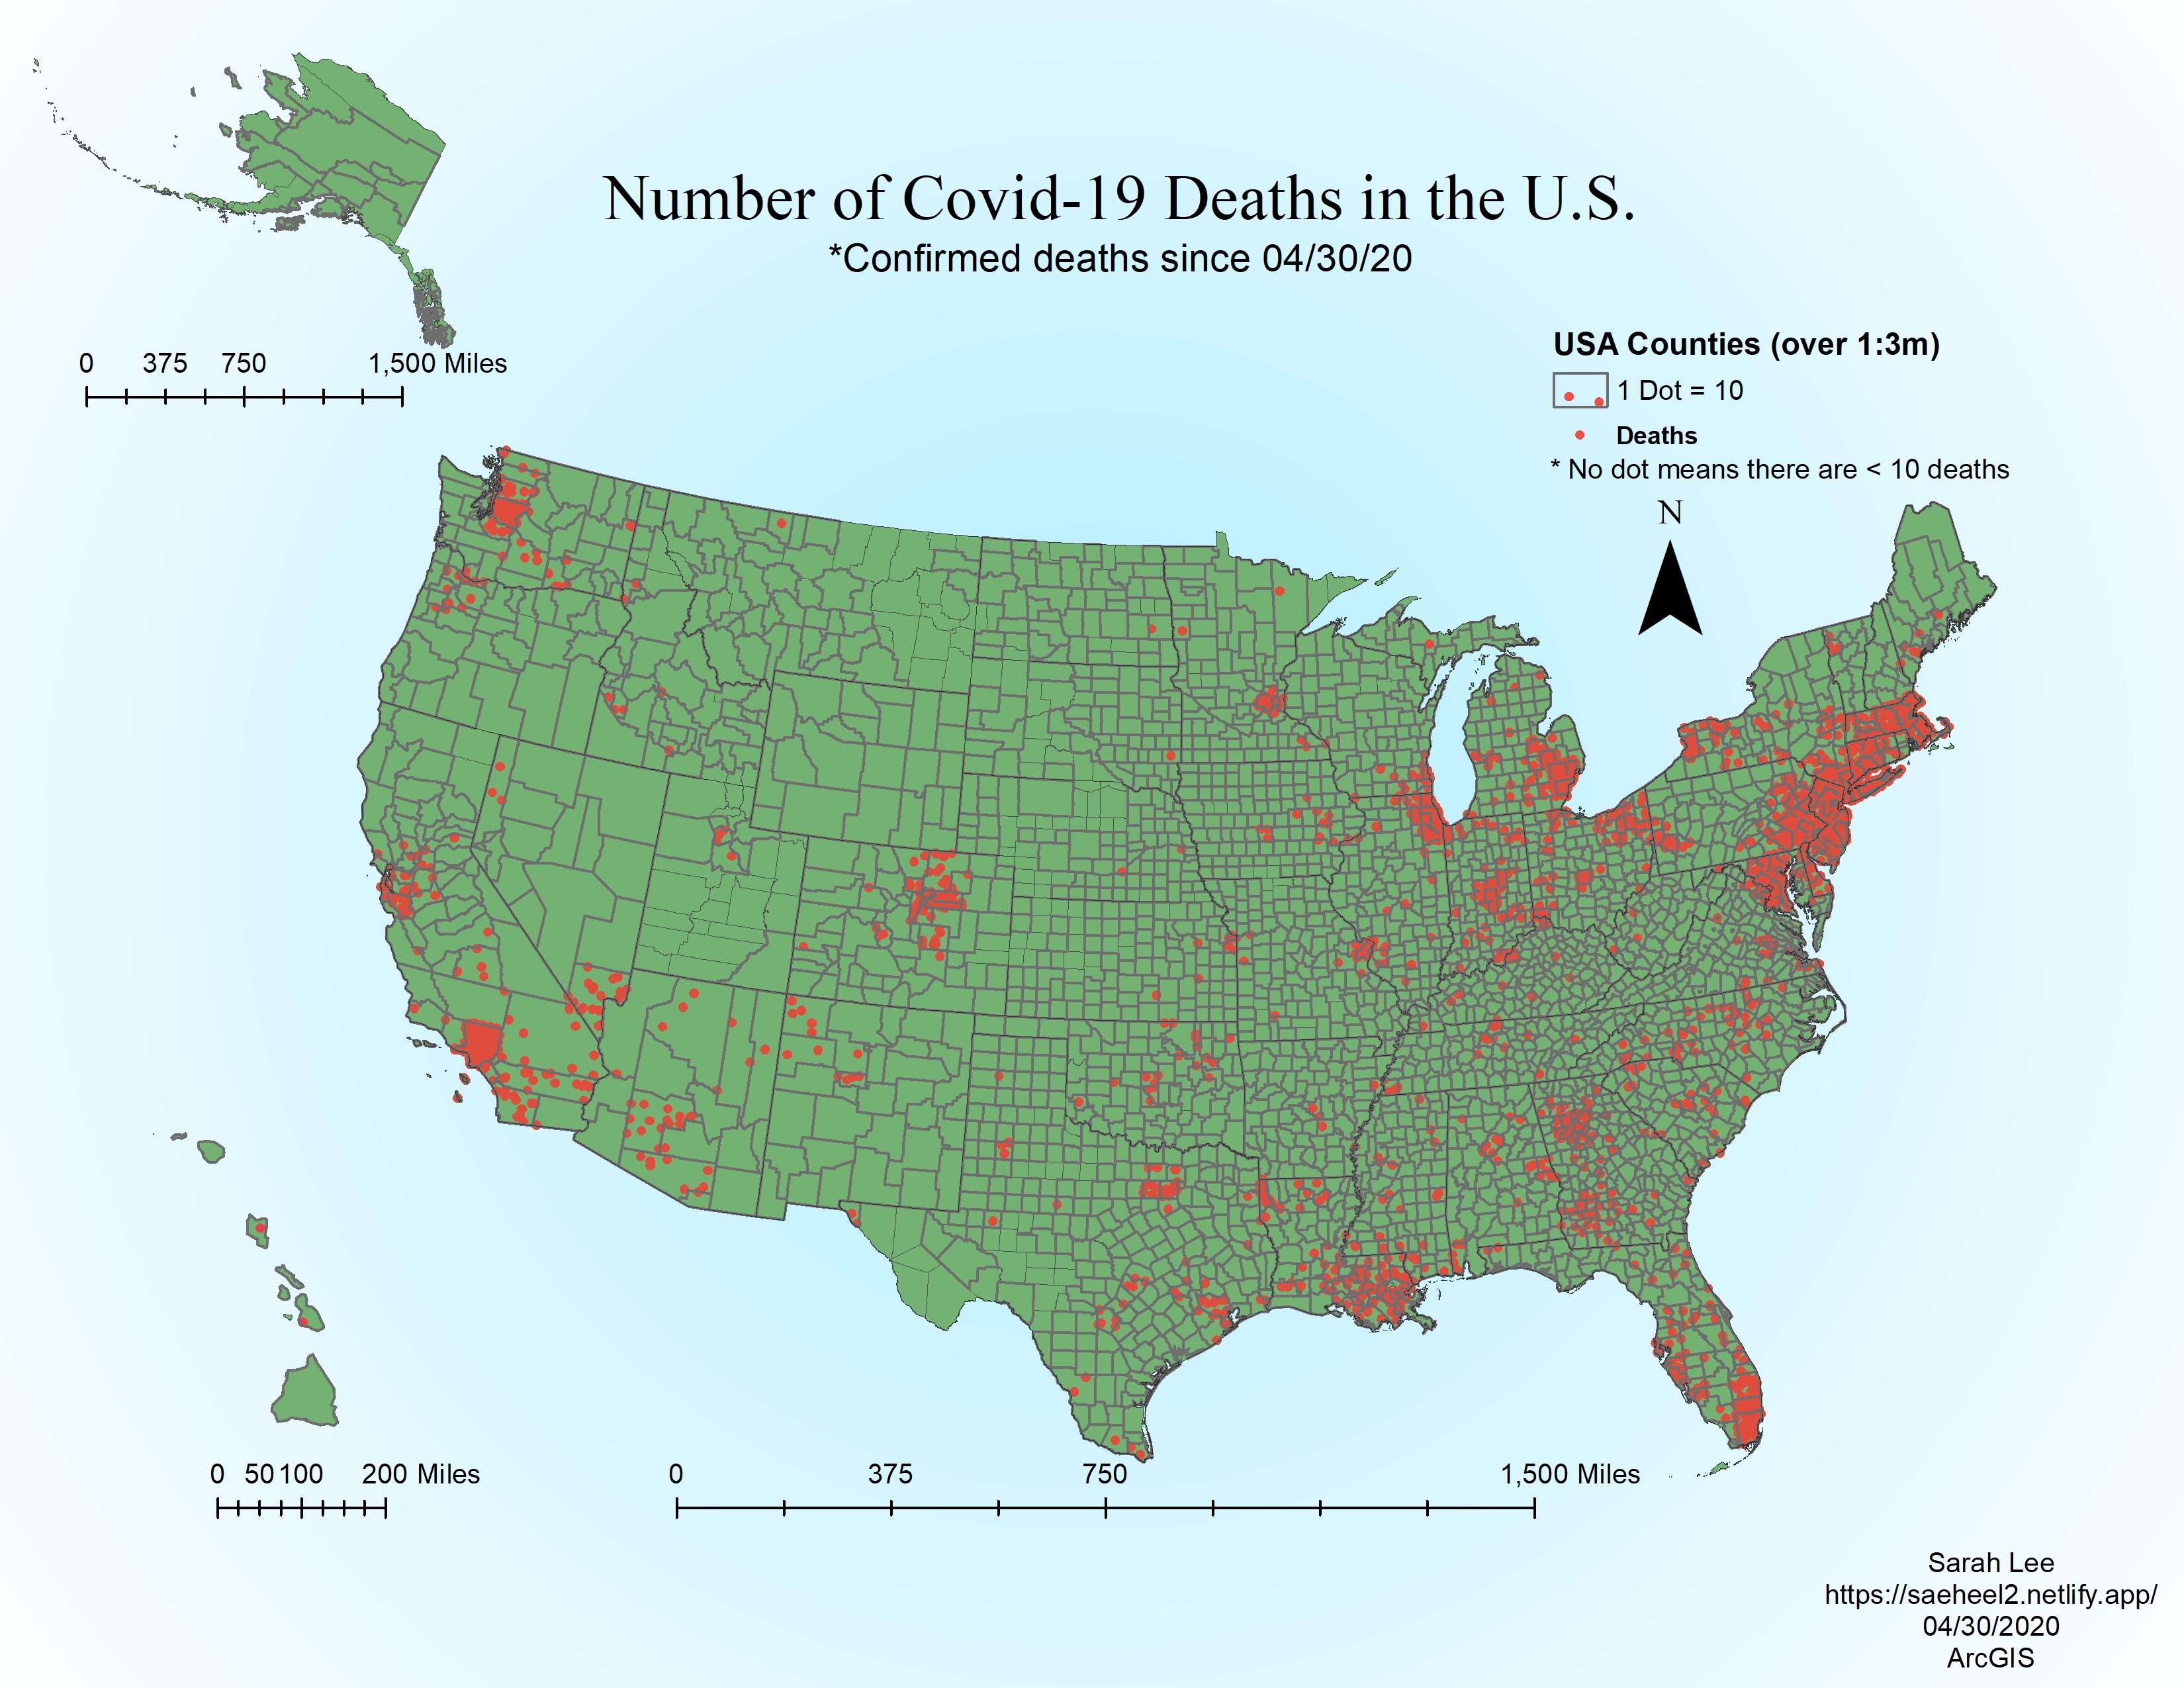 Number of Covid-19 Deaths in the U.S.
*Confirmed deaths since 04/30/20
0 375 750 1,500 Miles
USA Counties (over 1:3m)
1 Dot = 10
Deaths
* No dot means there are < 10 deaths
N
0 50 100 200 Miles
0 375 750 1,500 Miles
Sarah Lee
https://saeheel2.netlify.app/
04/30/2020
ArcGIS